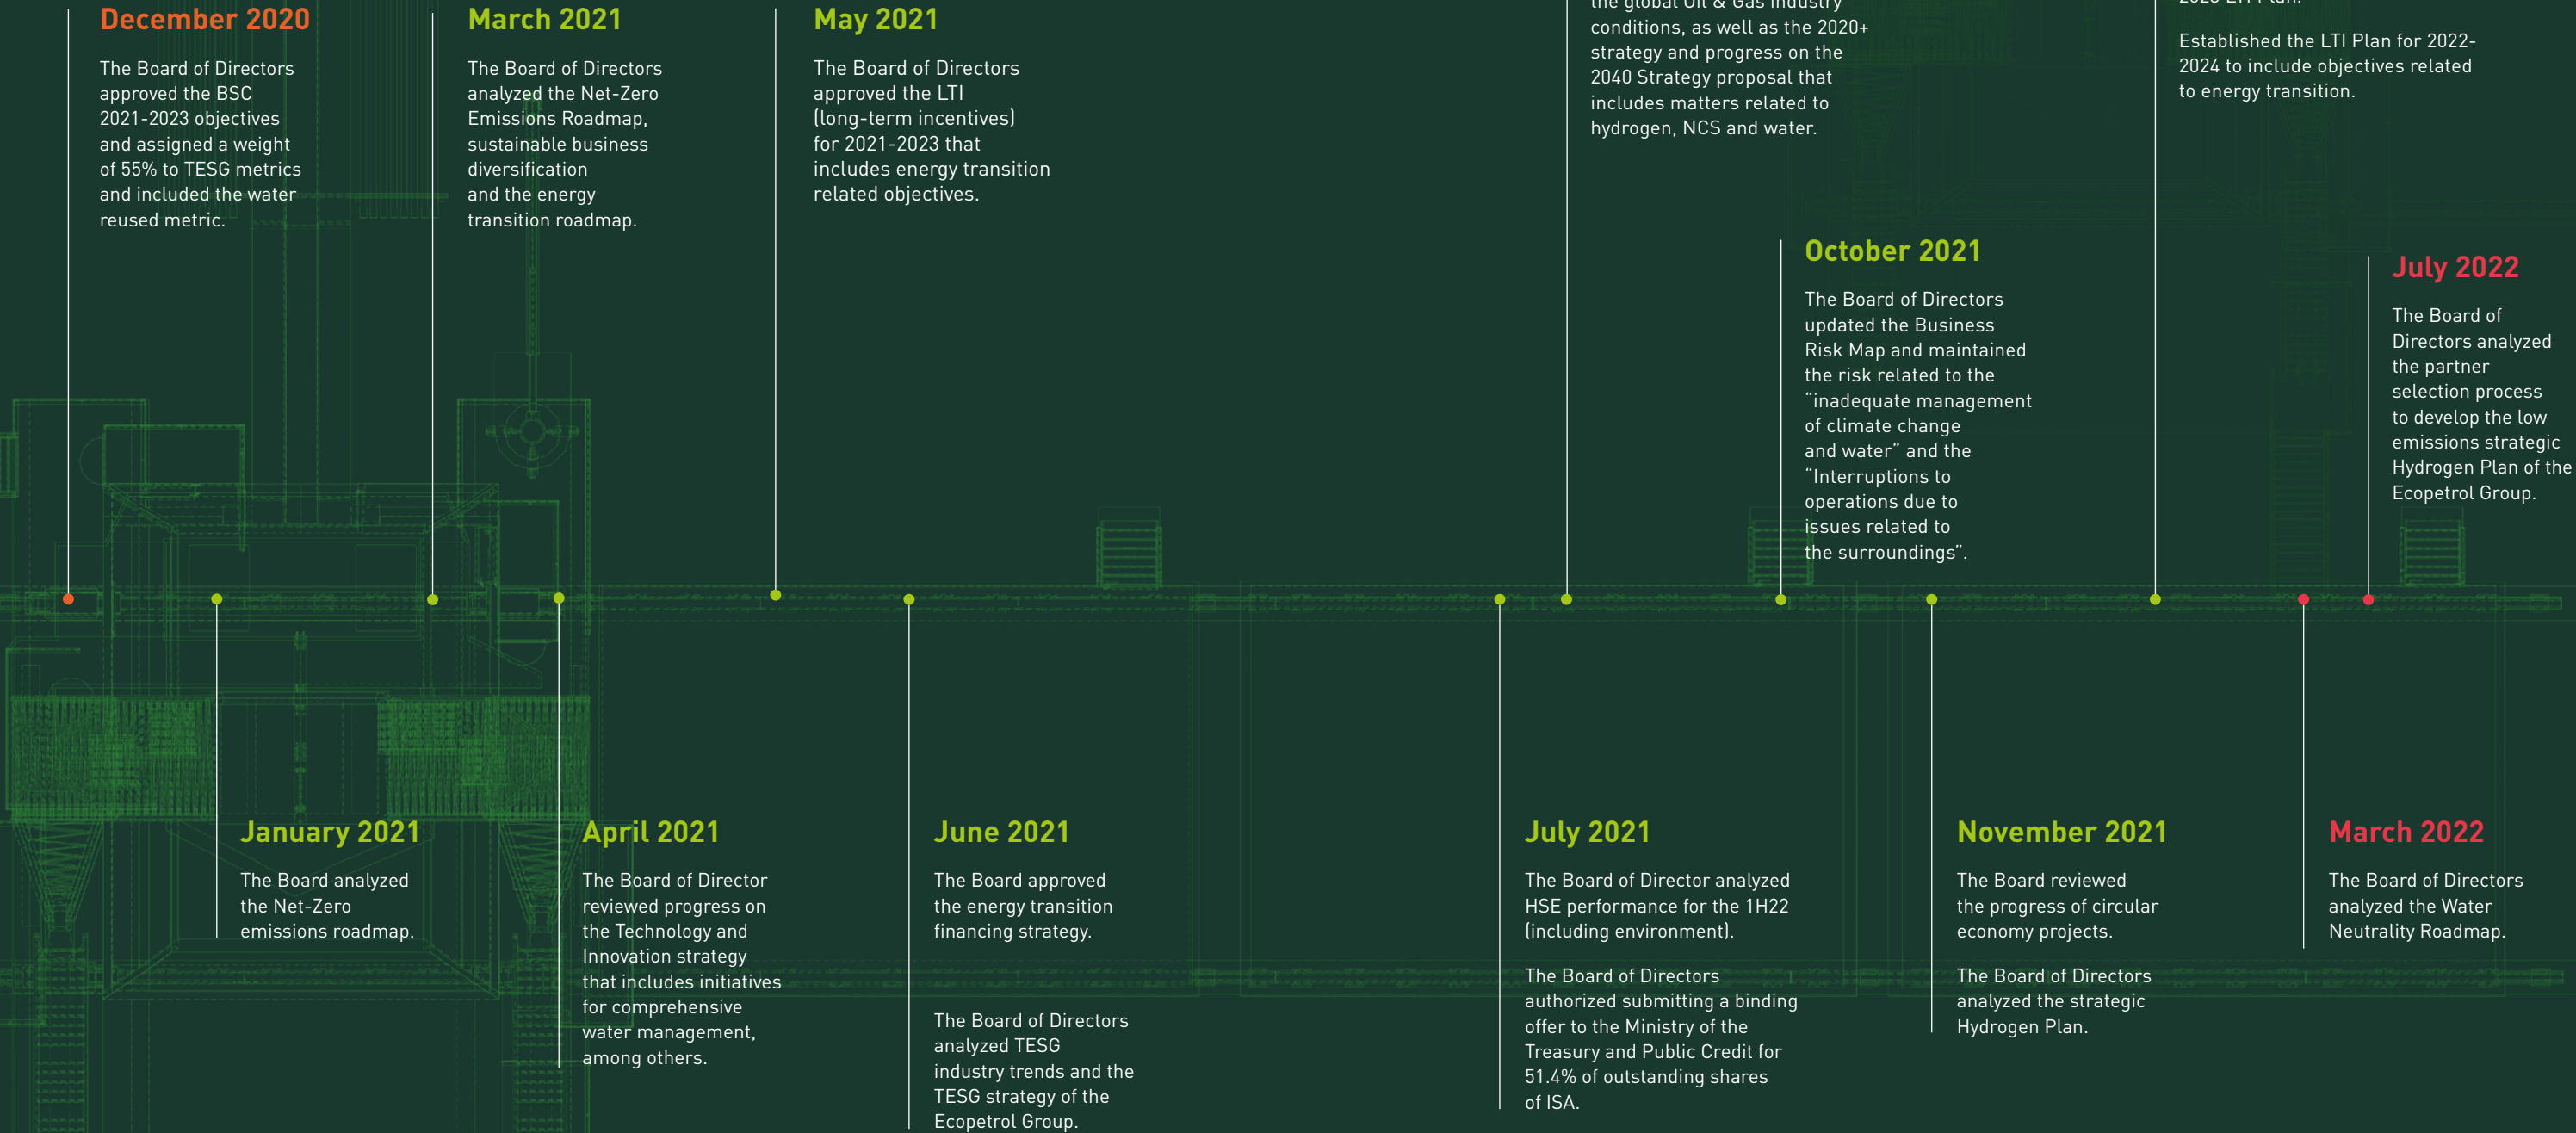 December 2020
The Board of Directors
approved the BSC
2021-2023 objectives
and assigned a weight
of 55% to TESG metrics
and included the water
reused metric.
March 2021
The Board of Directors
analyzed the Net-Zero
Emissions Roadmap,
sustainable business
diversification
and the energy
transition roadmap.
May 2021
The Board of Directors
approved the LTI
(long-term incentives)
for 2021-2023 that
includes energy transition
related objectives.
the global Oil & Gas industry
conditions, as well as the 2020+
strategy and progress on the
2040 Strategy proposal that
includes matters related to
hydrogen, NCS and water.
Established the LTI Plan for 2022-
2024 to include objectives related
to energy transition.
October 2021
The Board of Directors
updated the Business
Risk Map and maintained
the risk related to the
“inadequate management
of climate change
and water” and the
“Interruptions to
operations due to
issues related to
the surroundings”.
July 2022
The Board of
Directors analyzed
the partner
selection process
to develop the low
emissions strategic
Hydrogen Plan of the
Ecopetrol Group.
January 2021
The Board analyzed
the Net-Zero
emissions roadmap.
April 2021
The Board of Director
reviewed progress on
the Technology and
Innovation strategy
that includes initiatives
for comprehensive
water management,
among others.
June 2021
The Board approved
the energy transition
financing strategy.
The Board of Directors
analyzed TESG
industry trends and the
TESG strategy of the
Ecopetrol Group.
July 2021
The Board of Director analyzed
HSE performance for the 1H22
(including environment).
The Board of Directors
authorized submitting a binding
offer to the Ministry of the
Treasury and Public Credit for
51.4% of outstanding shares
of ISA.
November 2021
The Board reviewed
the progress of circular
economy projects.
The Board of Directors
analyzed the strategic
Hydrogen Plan.
March 2022
The Board of Directors
analyzed the Water
Neutrality Roadmap.